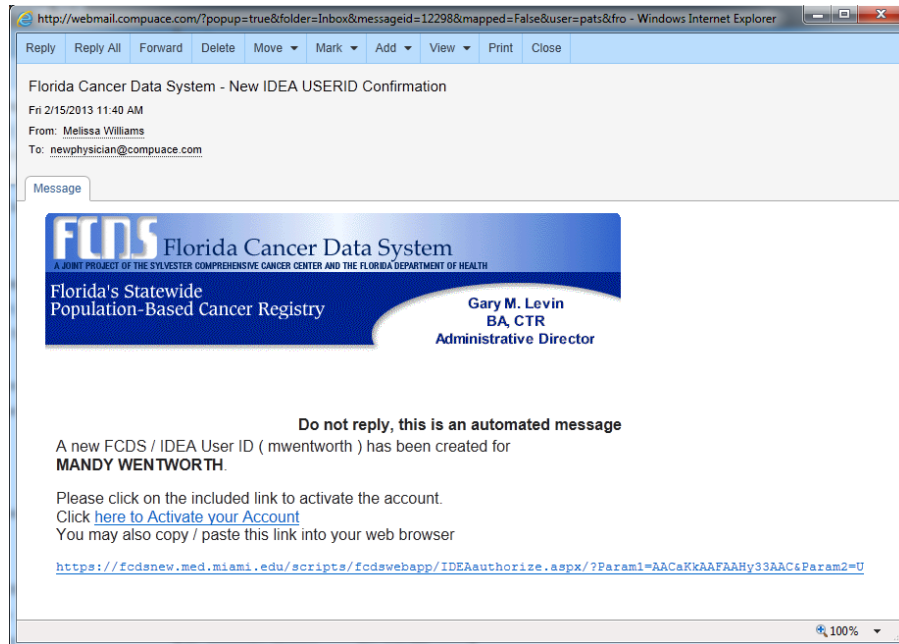 http://webmail.compuace.com/?popup=true&folder=Inbox&messageid=12298&mapped=False&user=pats&fro - Windows Internet Explorer
Reply Reply All Forward Delete Move Mark Add View Print Close
Florida Cancer Data System - New IDEA USERID Confirmation
Fri 2/15/2013 11:40 AM
From: Melissa Williams
To: newphysician@compuace.com
Message
FCDS Florida Cancer Data System
A JOINT PROJECT OF THE SYLVESTER COMPREHENSIVE CANCER CENTER AND THE FLORIDA DEPARTMENT OF HEALTH
Florida's Statewide
Population-Based Cancer Registry
Gary M. Levin
BA, CTR
Administrative Director
Do not reply, this is an automated message
A new FCDS / IDEA User ID ( mwentworth ) has been created for
MANDY WENTWORTH.
Please click on the included link to activate the account.
Click here to Activate your Account
You may also copy / paste this link into your web browser
https://fcdsnew.med.miami.edu/scripts/fcdswebapp/IDEAauthorize.aspx/?Param1=AACaKkAAFAAHy33AAC&Param2=U
100%